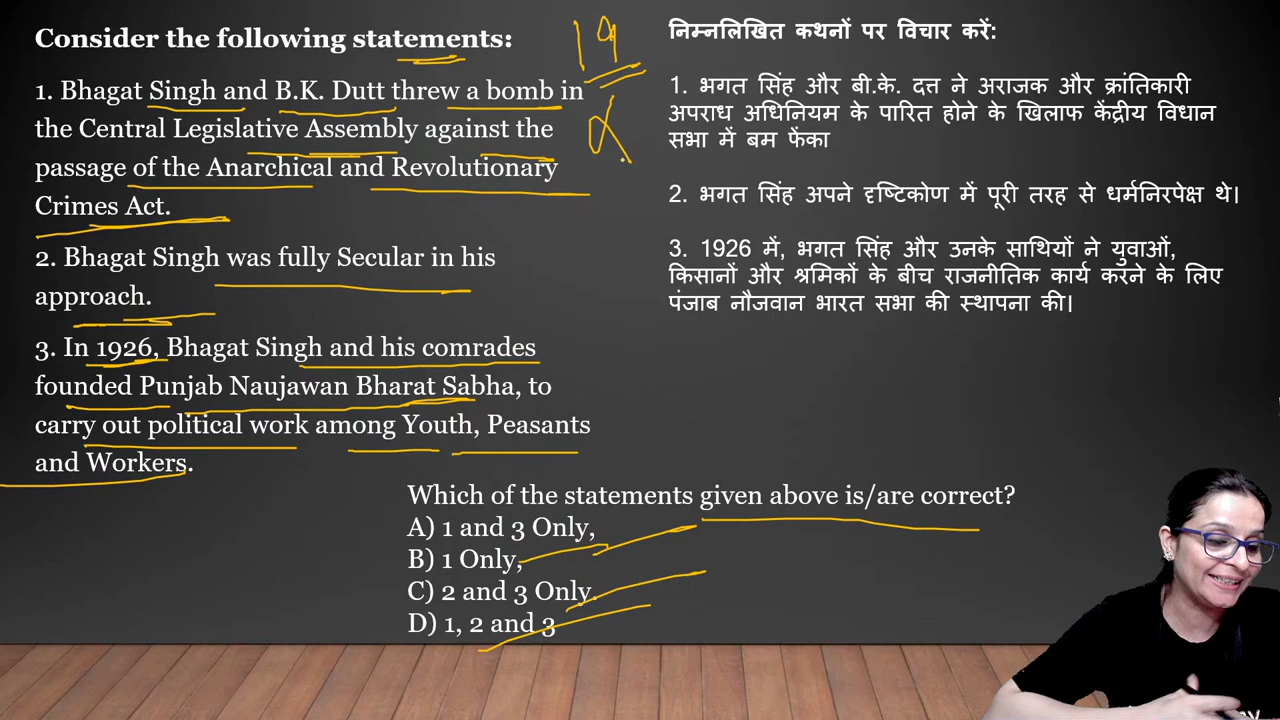 Consider the following statements:
1. Bhagat Singh and B.K. Dutt threw a bomb in
the Central Legislative Assembly against the
passage of the Anarchical and Revolutionary
Crimes Act.
2. Bhagat Singh was fully Secular in his
approach.
3. In 1926, Bhagat Singh and his comrades
founded Punjab Naujawan Bharat Sabha, to
carry out political work among Youth, Peasants
and Workers.
19
निम्नलिखित कथनों पर विचार करें:
1. भगत सिंह और बी.के. दत्त ने अराजक और क्रांतिकारी
अपराध अधिनियम के पारित होने के खिलाफ केंद्रीय विधान
सभा में बम फेंका
2. भगत सिंह अपने दृष्टिकोण में पूरी तरह से धर्मनिरपेक्ष थे।
3. 1926 में, भगत सिंह और उनके साथियों ने युवाओं,
किसानों और श्रमिकों के बीच राजनीतिक कार्य करने के लिए
पंजाब नौजवान भारत सभा की स्थापना की।
Which of the statements given above is/are correct?
A) 1 and 3 Only,
B) 1 Only,
C) 2 and 3 Only.
D) 1, 2 and 3